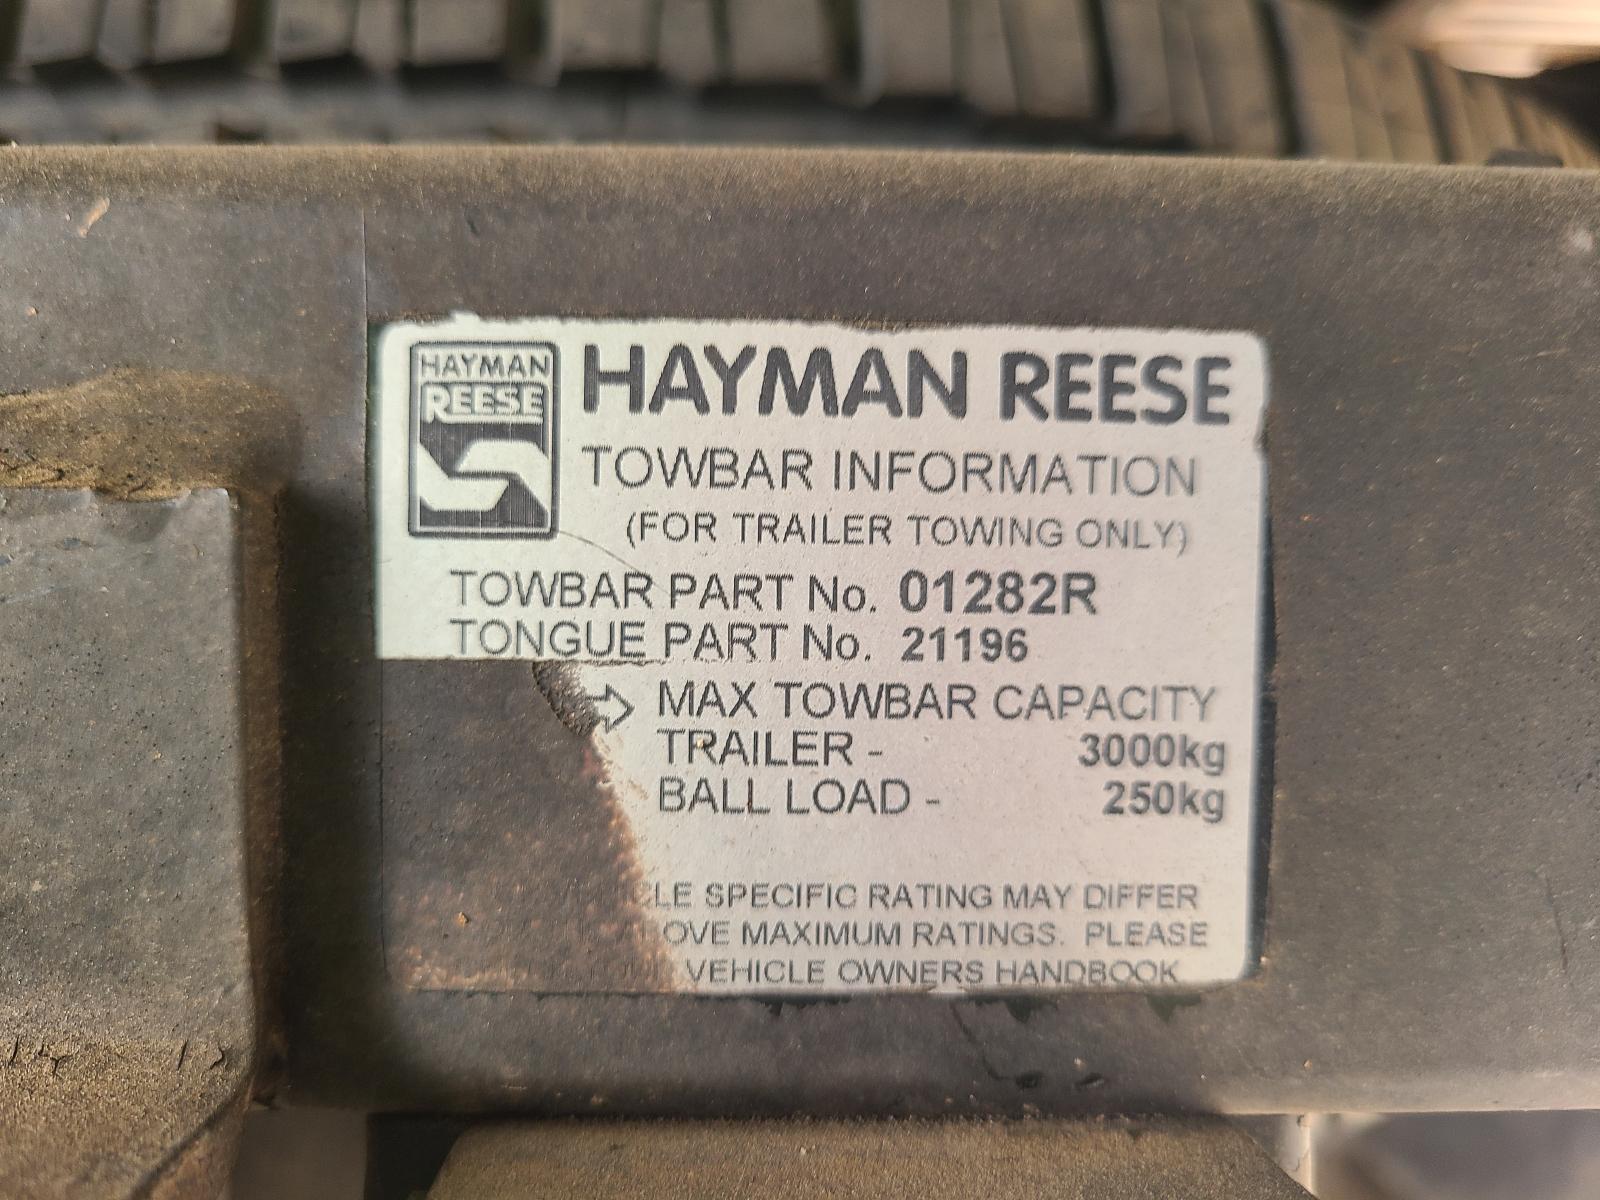 HAYMAN
REESE
HAYMAN REESE
TOWBAR INFORMATION
(FOR TRAILER TOWING ONLY)
TOWBAR PART No. 01282R
TONGUE PART No. 21196
⇨ MAX TOWBAR CAPACITY
TRAILER - 3000kg
BALL LOAD - 250kg
SPECIFIC RATING MAY DIFFER
MAXIMUM RATINGS. PLEASE
VEHICLE OWNERS HANDBOOK